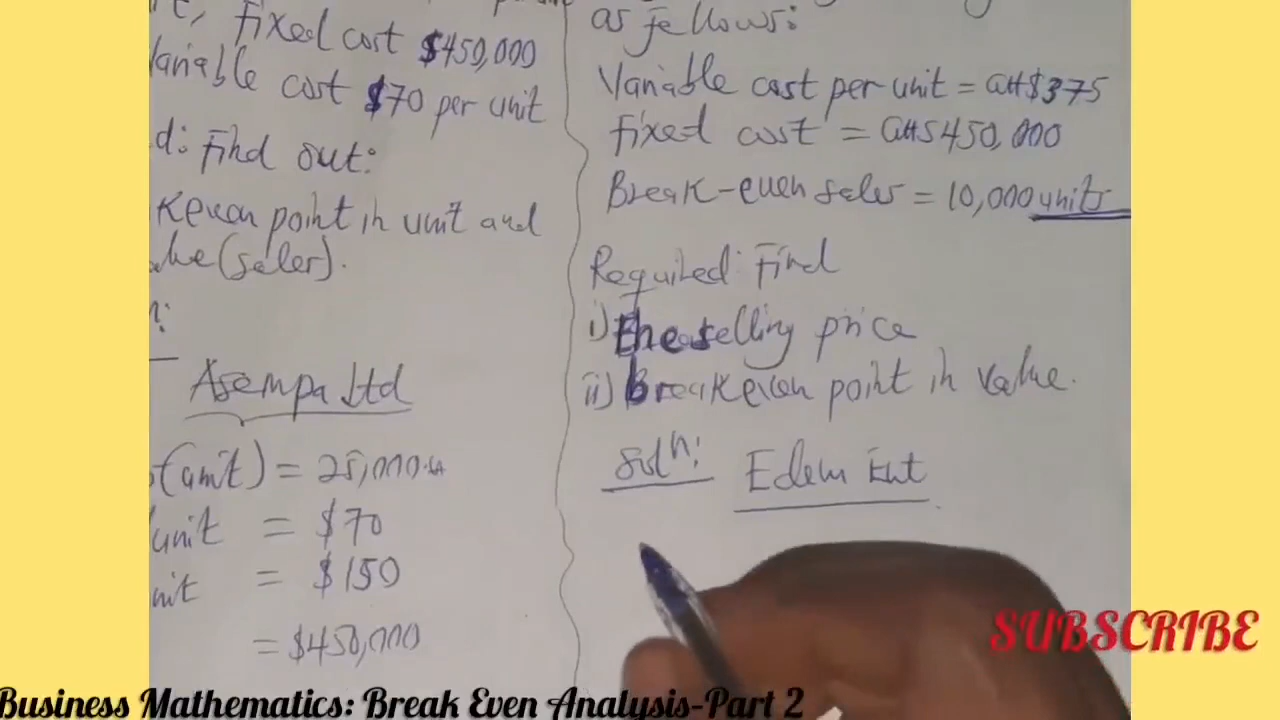 Fixed cost $450,000
Variable cost $70 per unit
d: Find out:
Keven point in unit and
(sales).
n:
Asempa Ltd
(unit) = 25,000
unit = $70
nit = $150
= $450,000
as follows:
Variable cost per unit = GH$375
Fixed cost = GH$450,000
Break-even sales = 10,000 units
Required: Find
i) The selling price
ii) Breakeven point in value.
Soln: Edem Ent
SUBSCRIBE
Business Mathematics: Break Even Analysis-Part 2